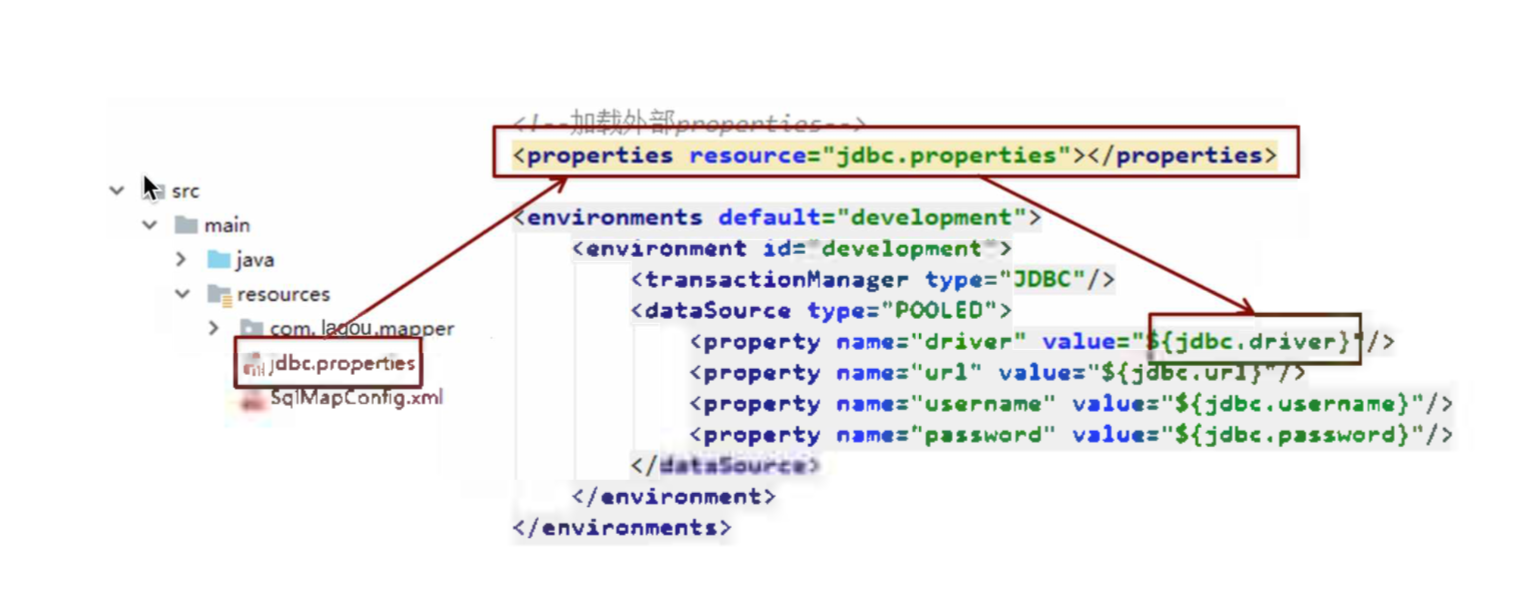 src
main
java
resources
com.lagou.mapper
jdbc.properties
SqlMapConfig.xml
<!--加载外部properties-->
<properties resource="jdbc.properties"></properties>
<environments default="development">
<environment id="development">
<transactionManager type="JDBC"/>
<dataSource type="POOLED">
<property name="driver" value="${jdbc.driver}"/>
<property name="url" value="${jdbc.url}"/>
<property name="username" value="${jdbc.username}"/>
<property name="password" value="${jdbc.password}"/>
</dataSource>
</environment>
</environments>